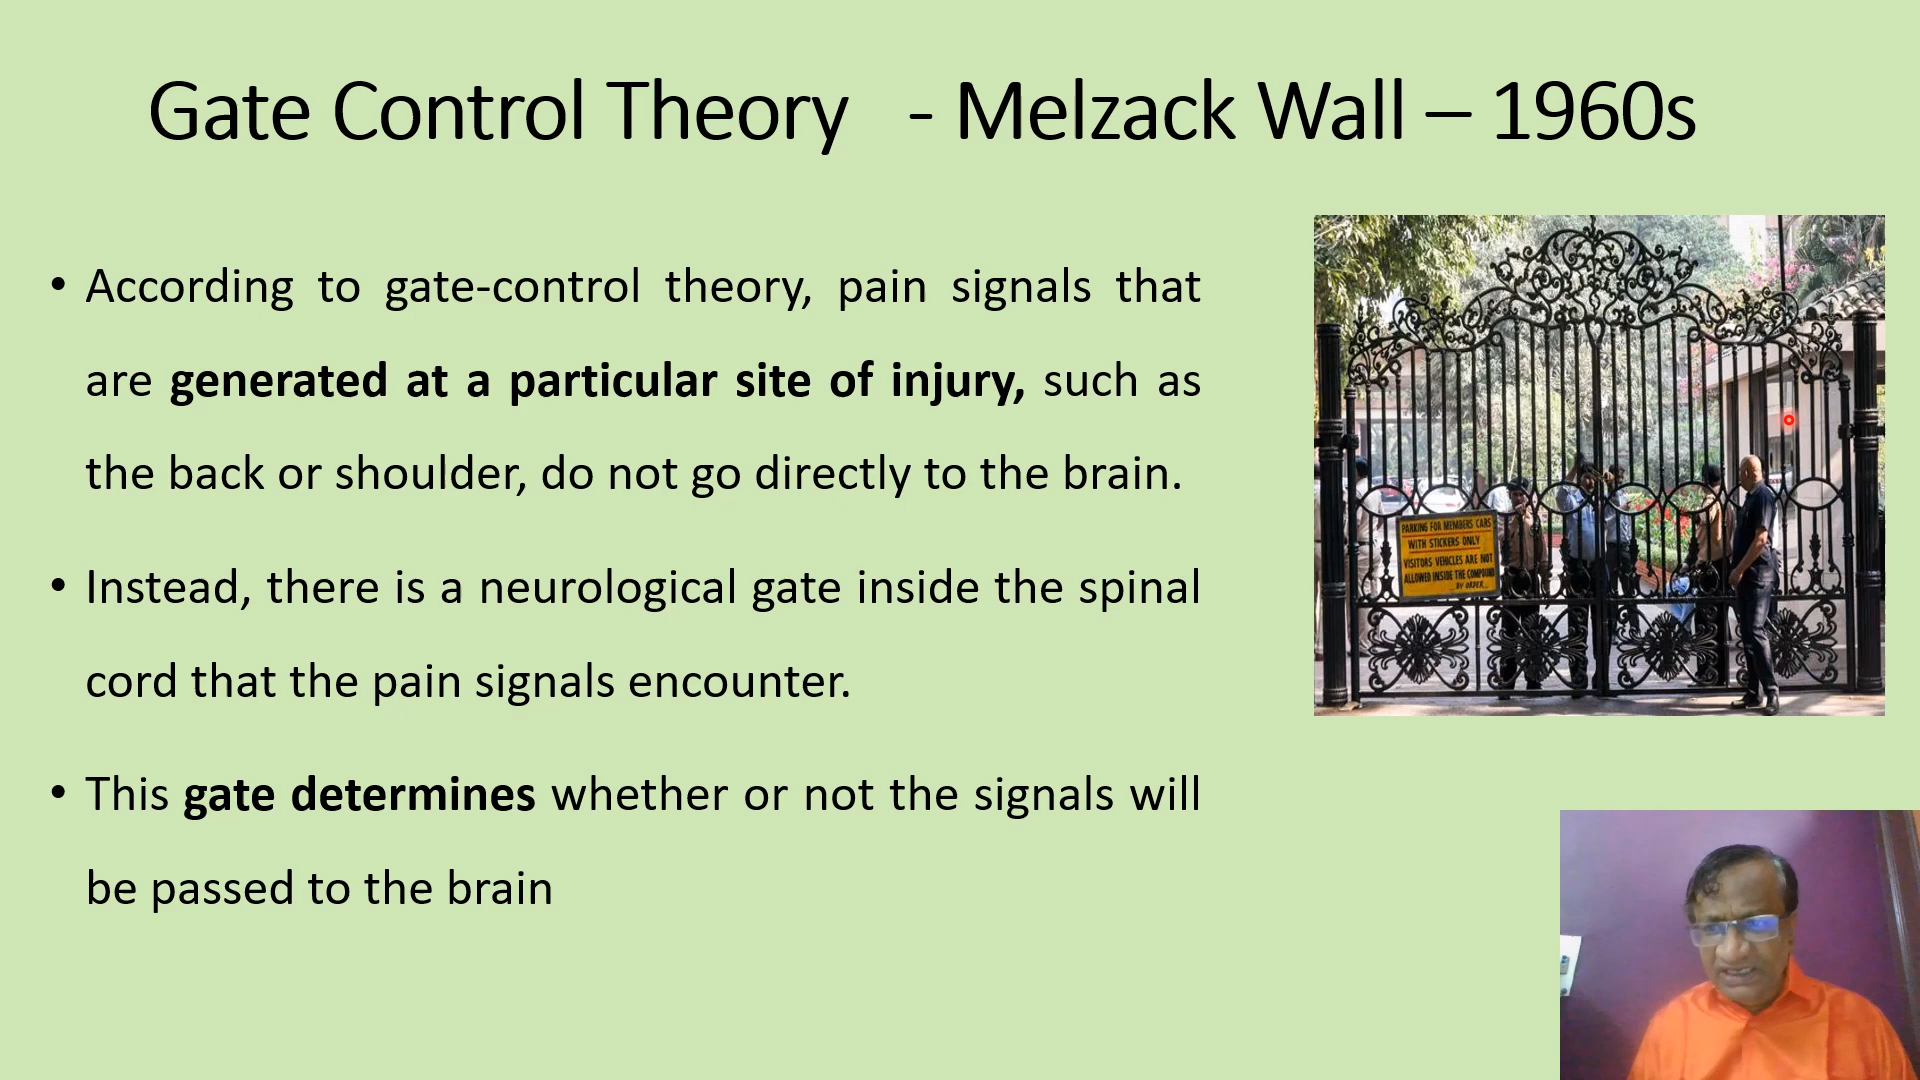 Gate Control Theory - Melzack Wall – 1960s
• According to gate-control theory, pain signals that
are generated at a particular site of injury, such as
the back or shoulder, do not go directly to the brain.
• Instead, there is a neurological gate inside the spinal
cord that the pain signals encounter.
• This gate determines whether or not the signals will
be passed to the brain
PARKING FOR MEMBERS CARS
WITH STICKERS ONLY
VISITORS VEHICLES ARE NOT
ALLOWED INSIDE THE COMPOUND
BY ORDER